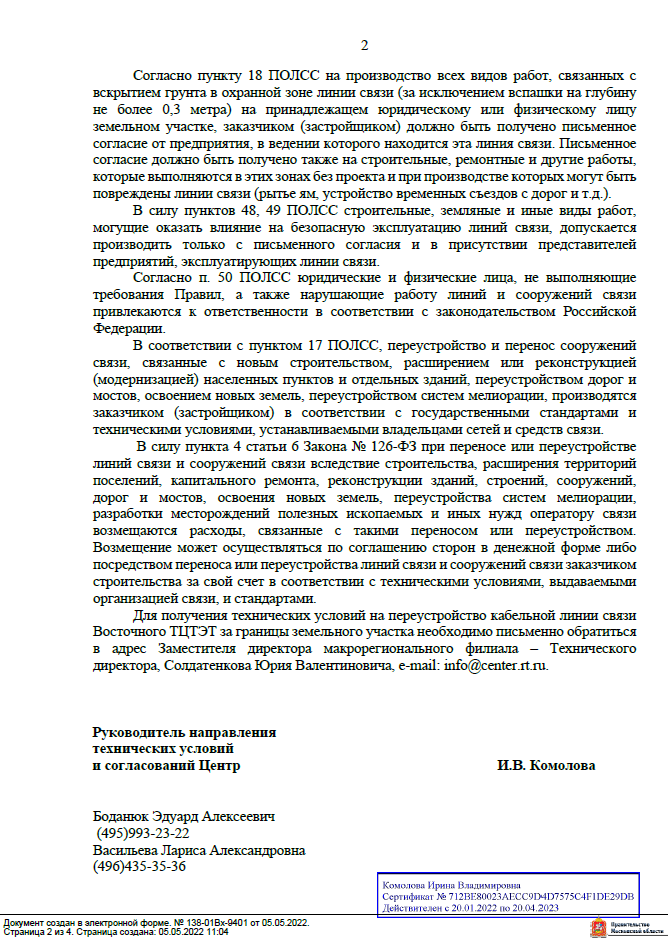 2
Согласно пункту 18 ПОЛСС на производство всех видов работ, связанных с
вскрытием грунта в охранной зоне линии связи (за исключением вспашки на глубину
не более 0,3 метра) на принадлежащем юридическому или физическому лицу
земельном участке, заказчиком (застройщиком) должно быть получено письменное
согласие от предприятия, в ведении которого находится эта линия связи. Письменное
согласие должно быть получено также на строительные, ремонтные и другие работы,
которые выполняются в этих зонах без проекта и при производстве которых могут быть
повреждены линии связи (рытье ям, устройство временных съездов с дорог и т.д.).
В силу пунктов 48, 49 ПОЛСС строительные, земляные и иные виды работ,
могущие оказать влияние на безопасную эксплуатацию линий связи, допускается
производить только с письменного согласия и в присутствии представителей
предприятий, эксплуатирующих линии связи.
Согласно п. 50 ПОЛСС юридические и физические лица, не выполняющие
требования Правил, а также нарушающие работу линий и сооружений связи
привлекаются к ответственности в соответствии с законодательством Российской
Федерации.
В соответствии с пунктом 17 ПОЛСС, переустройство и перенос сооружений
связи, связанные с новым строительством, расширением или реконструкцией
(модернизацией) населенных пунктов и отдельных зданий, переустройством дорог и
мостов, освоением новых земель, переустройством систем мелиорации, производятся
заказчиком (застройщиком) в соответствии с государственными стандартами и
техническими условиями, устанавливаемыми владельцами сетей и средств связи.
В силу пункта 4 статьи 6 Закона № 126-ФЗ при переносе или переустройстве
линий связи и сооружений связи вследствие строительства, расширения территорий
поселений, капитального ремонта, реконструкции зданий, строений, сооружений,
дорог и мостов, освоения новых земель, переустройства систем мелиорации,
разработки месторождений полезных ископаемых и иных нужд оператору связи
возмещаются расходы, связанные с такими переносом или переустройством.
Возмещение может осуществляться по соглашению сторон в денежной форме либо
посредством переноса или переустройства линий связи и сооружений связи заказчиком
строительства за свой счет в соответствии с техническими условиями, выдаваемыми
организацией связи, и стандартами.
Для получения технических условий на переустройство кабельной линии связи
Восточного ТЦТЭТ за границы земельного участка необходимо письменно обратиться
в адрес Заместителя директора макрорегионального филиала – Технического
директора, Солдатенкова Юрия Валентиновича, e-mail: info@center.rt.ru.
Руководитель направления
технических условий
и согласований Центр И.В. Комолова
Боданюк Эдуард Алексеевич
(495)993-23-22
Васильева Лариса Александровна
(496)435-35-36
Комолова Ирина Владимировна
Сертификат № 712BE80023AECC9D4D7575C4F1DE29DB
Действителен с 20.01.2022 по 20.04.2023
Документ создан в электронной форме. № 138-01Вх-9401 от 05.05.2022.
Страница 2 из 4. Страница создана: 05.05.2022 11:04
Правительство
Московской области